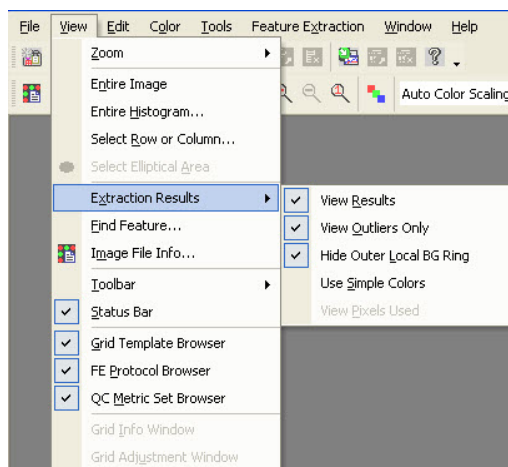 File View Edit Color Tools Feature Extraction Window Help
Zoom
Entire Image
Entire Histogram...
Select Row or Column...
Select Elliptical Area
Extraction Results
Find Feature...
Image File Info...
Toolbar
Status Bar
Grid Template Browser
FE Protocol Browser
QC Metric Set Browser
Grid Info Window
Grid Adjustment Window
Auto Color Scaling
View Results
View Outliers Only
Hide Outer Local BG Ring
Use Simple Colors
View Pixels Used